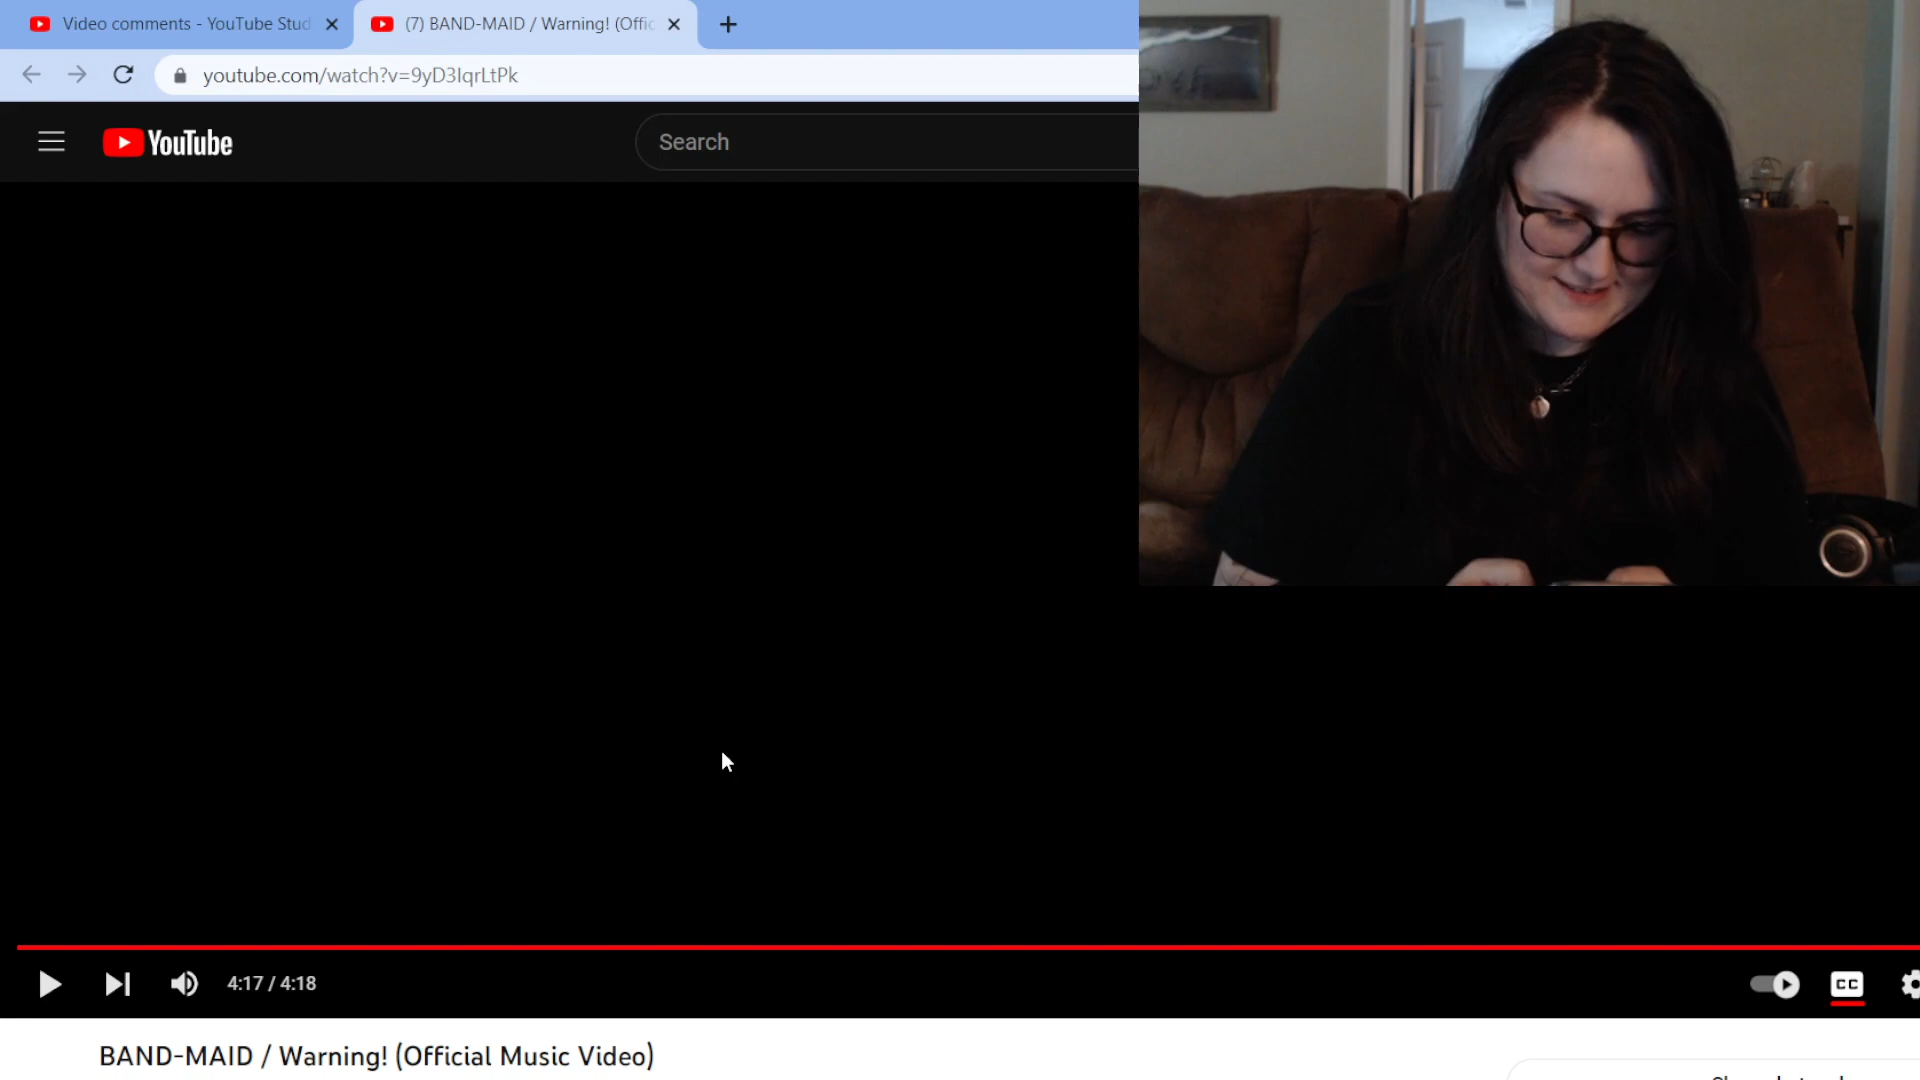 Video comments - YouTube Stud
(7) BAND-MAID / Warning! (Offic
youtube.com/watch?v=9yD3IqrLtPk
YouTube
Search
4:17 / 4:18
CC
BAND-MAID / Warning! (Official Music Video)